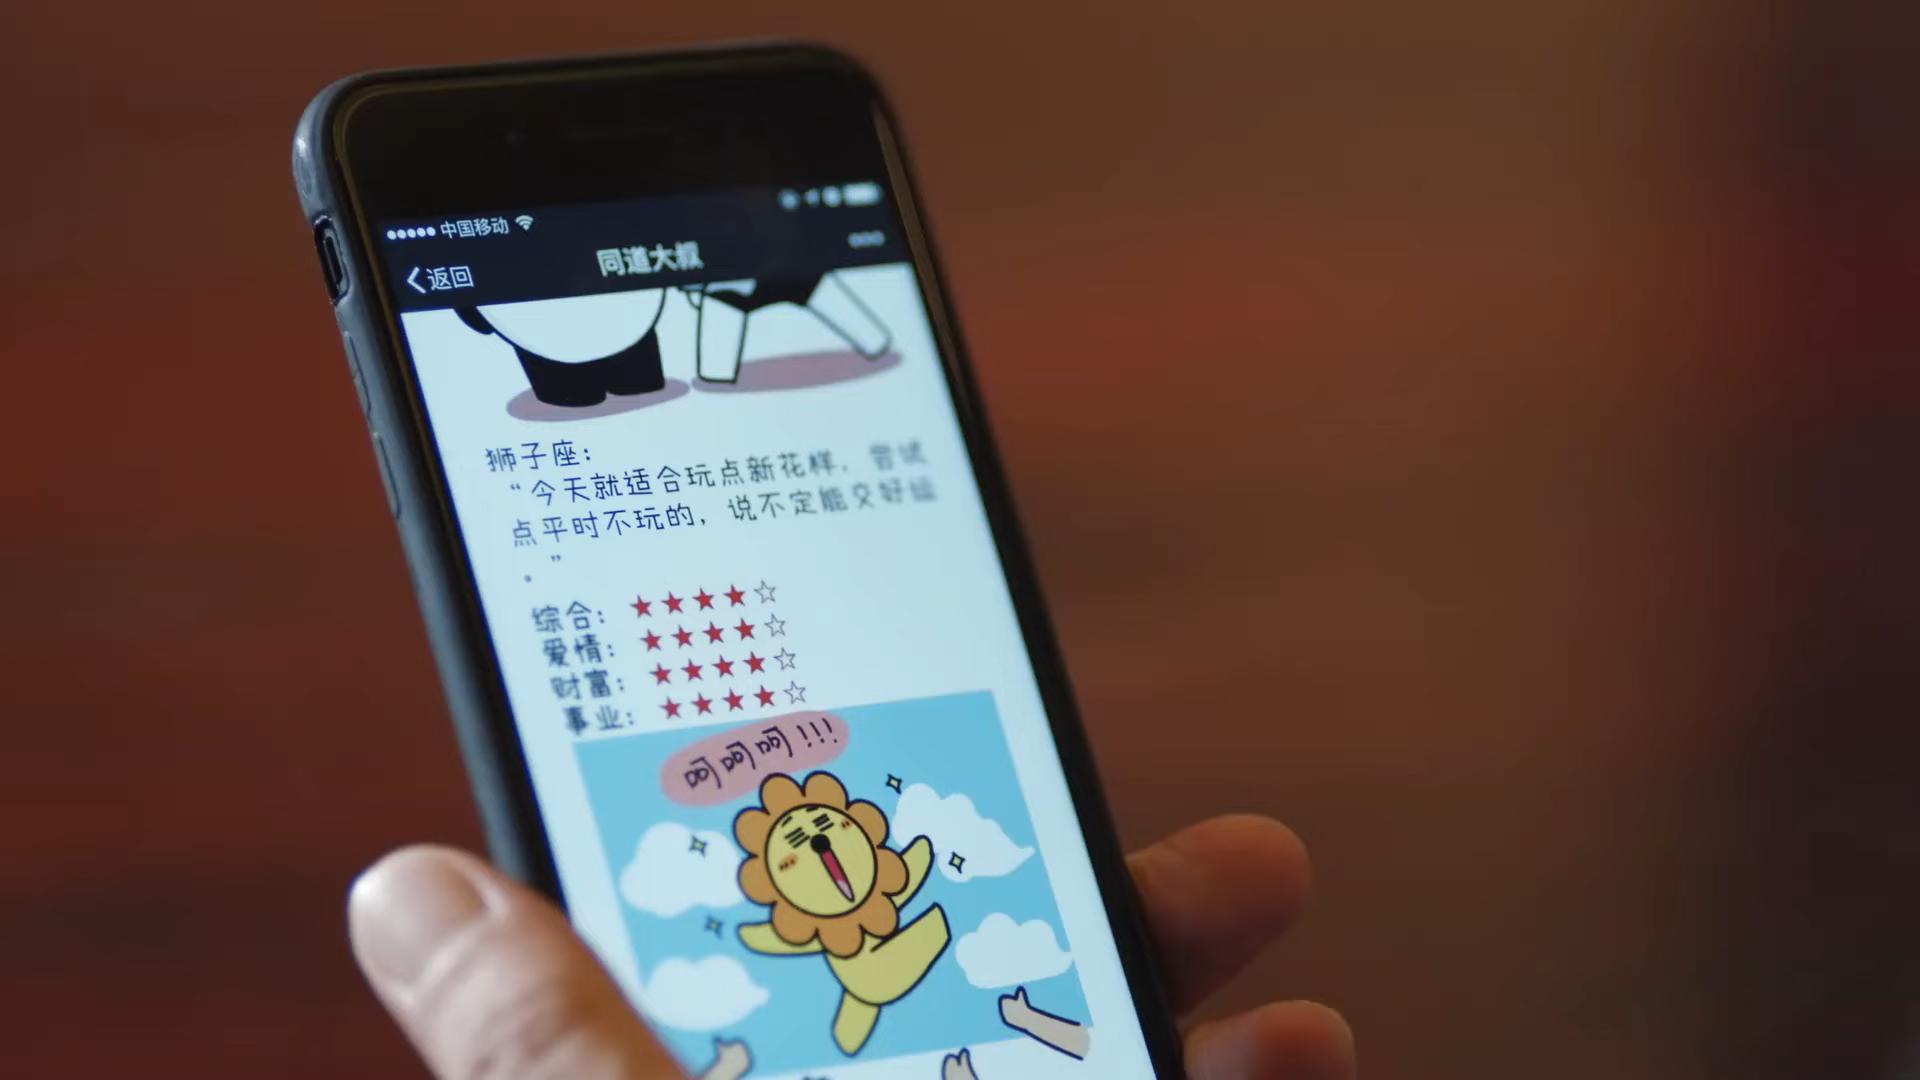 中国移动
同道大叔
返回
狮子座:
“今天就适合玩点新花样，尝试
点平时不玩的，说不定能交好运
。”
综合: ★★★★☆
爱情: ★★★★☆
财富: ★★★★☆
事业: ★★★★☆
呵呵呵!!!